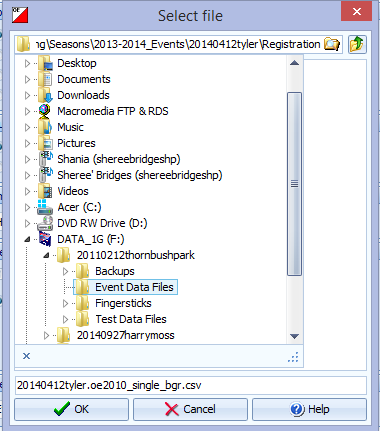 OE
Select file
ng\Seasons\2013-2014_Events\20140412tyler\Registration
Desktop
Documents
Downloads
Macromedia FTP & RDS
Music
Pictures
Shania (shereebridgeshp)
Sheree' Bridges (shereebridgeshp)
Videos
Acer (C:)
DVD RW Drive (D:)
DATA_1G (F:)
20110212thornbushpark
Backups
Event Data Files
Fingersticks
Test Data Files
20140927harrymoss
20140412tyler.oe2010_single_bgr.csv
OK
Cancel
Help